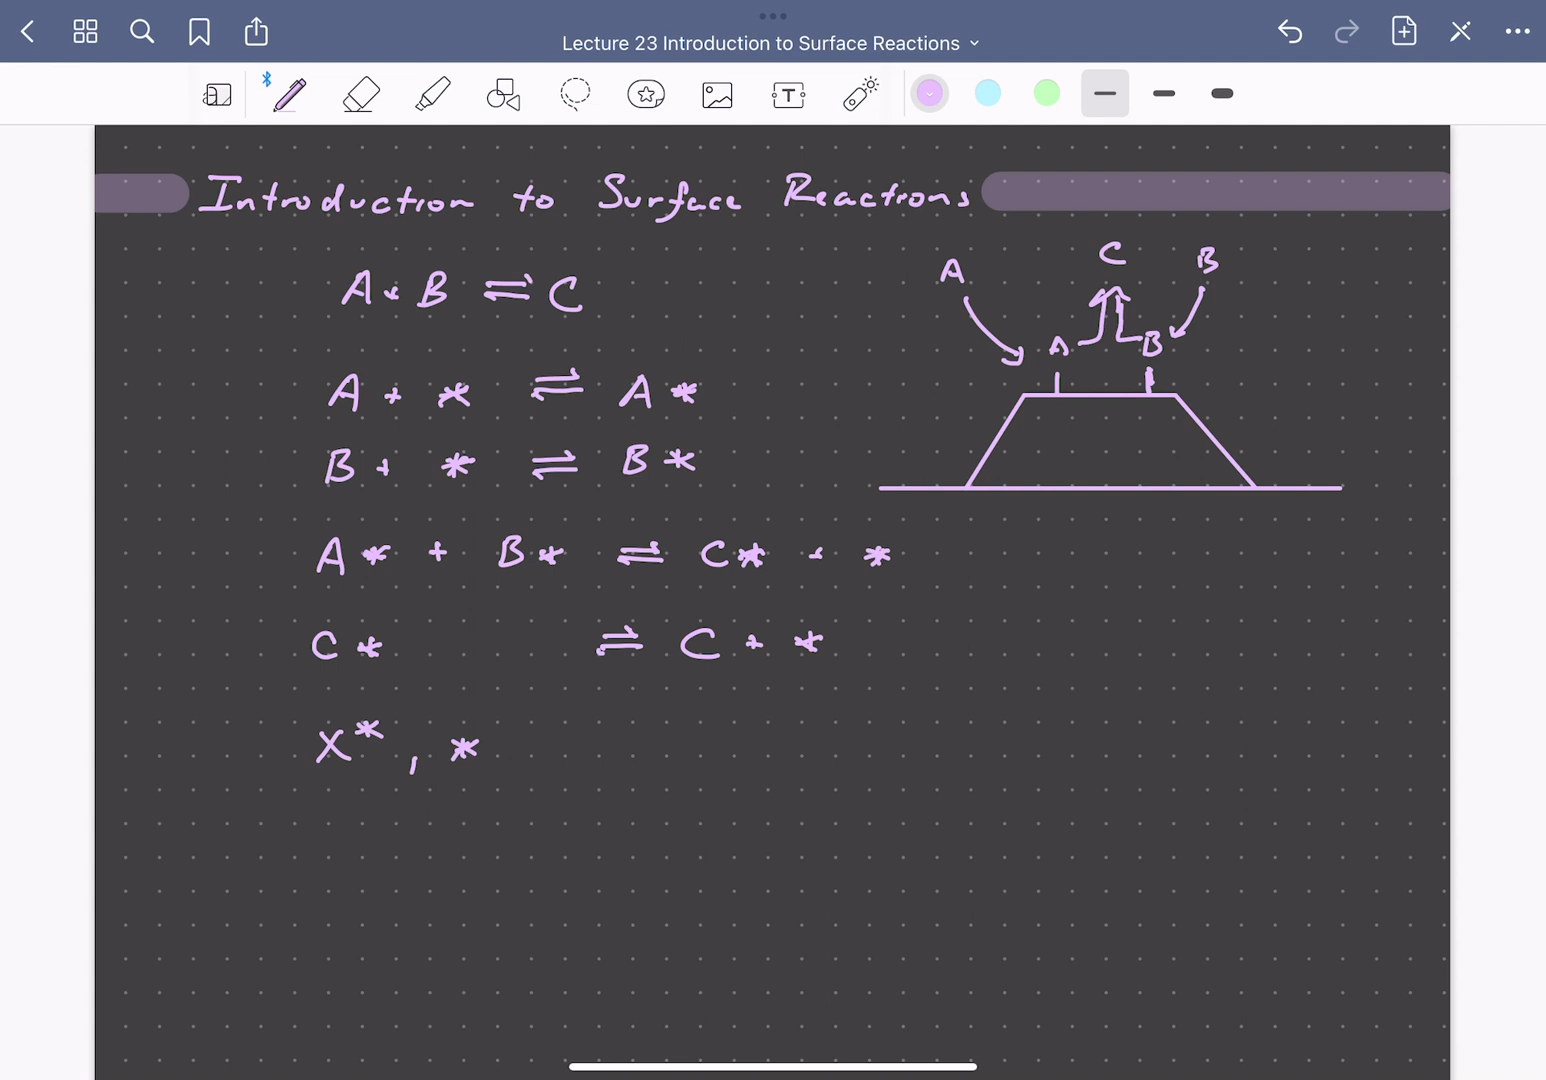 Lecture 23 Introduction to Surface Reactions
T
Introduction to Surface Reactions
A + B ⇌ C
A + * ⇌ A*
B + * ⇌ B*
A* + B* ⇌ C* + *
C* ⇌ C + *
X*, *
A C B
A B